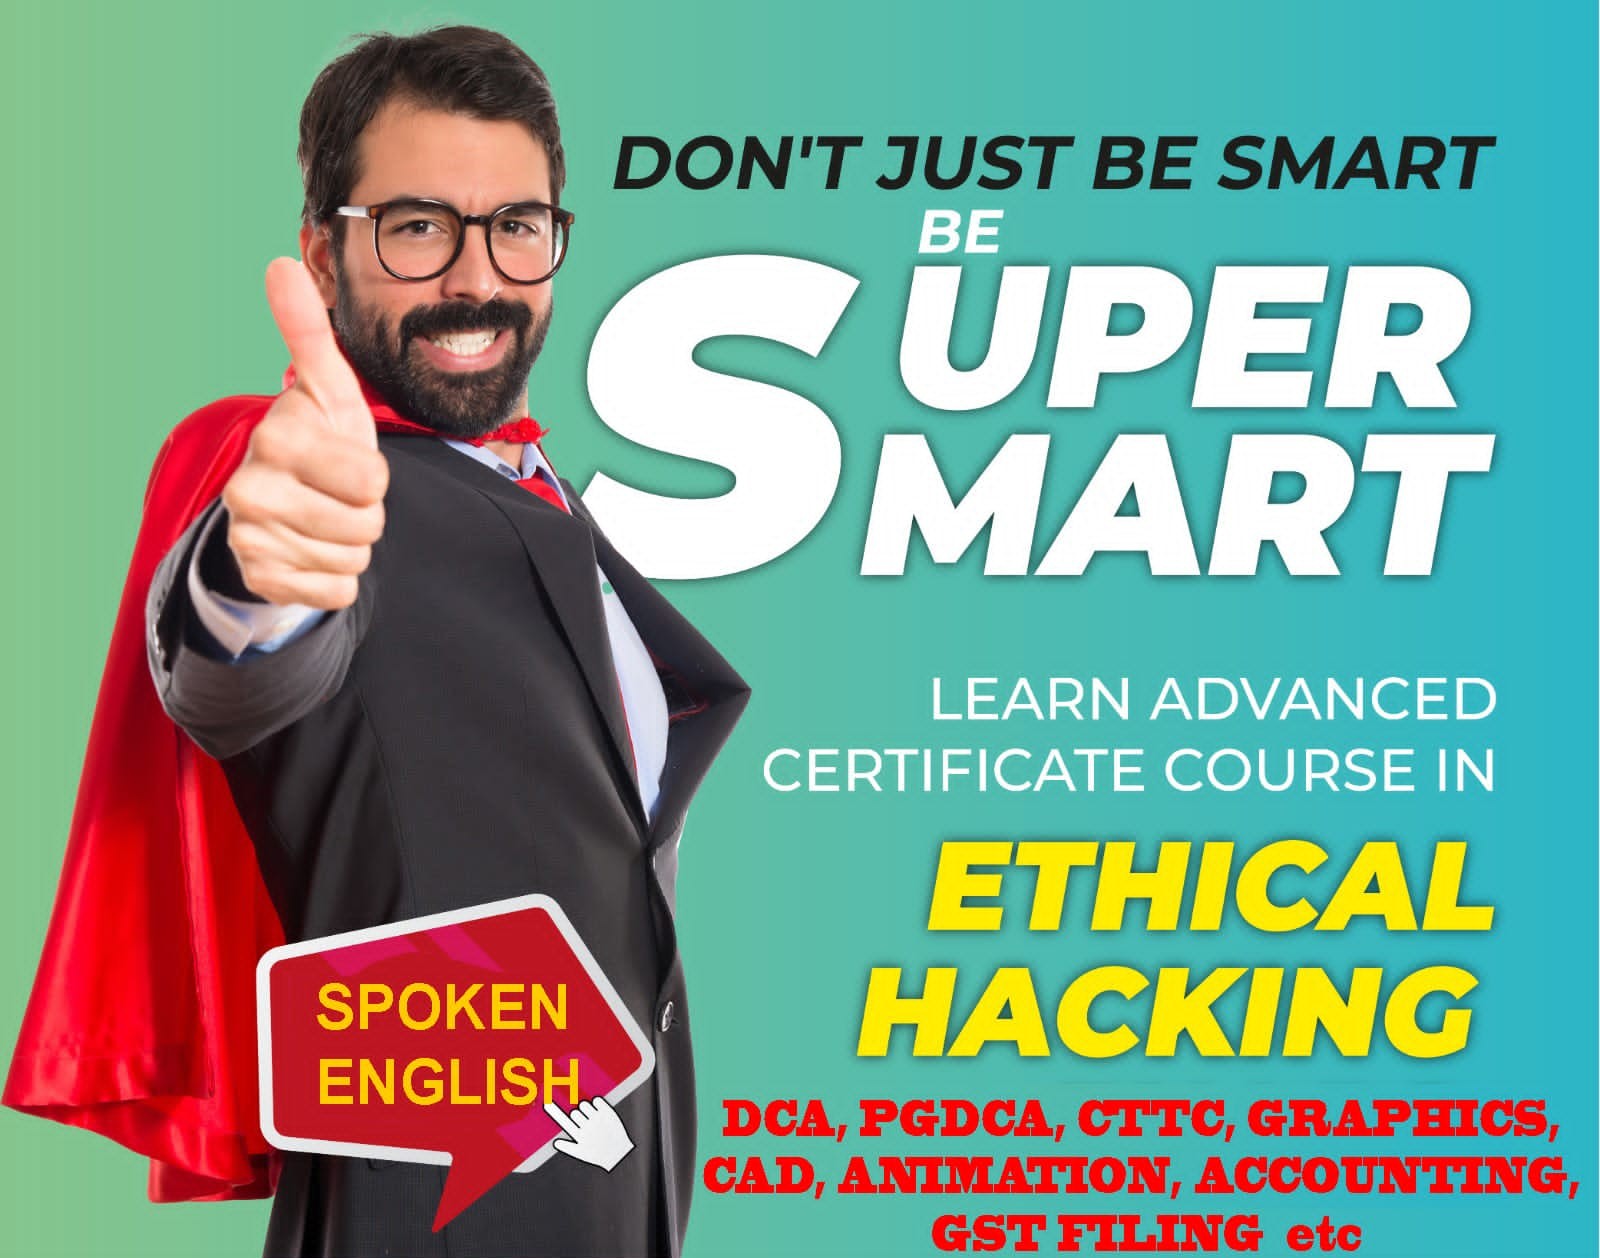 DON'T JUST BE SMART
BE
SUPER
SMART
LEARN ADVANCED
CERTIFICATE COURSE IN
ETHICAL
HACKING
SPOKEN
ENGLISH
DCA, PGDCA, CTTC, GRAPHICS,
CAD, ANIMATION, ACCOUNTING,
GST FILING etc